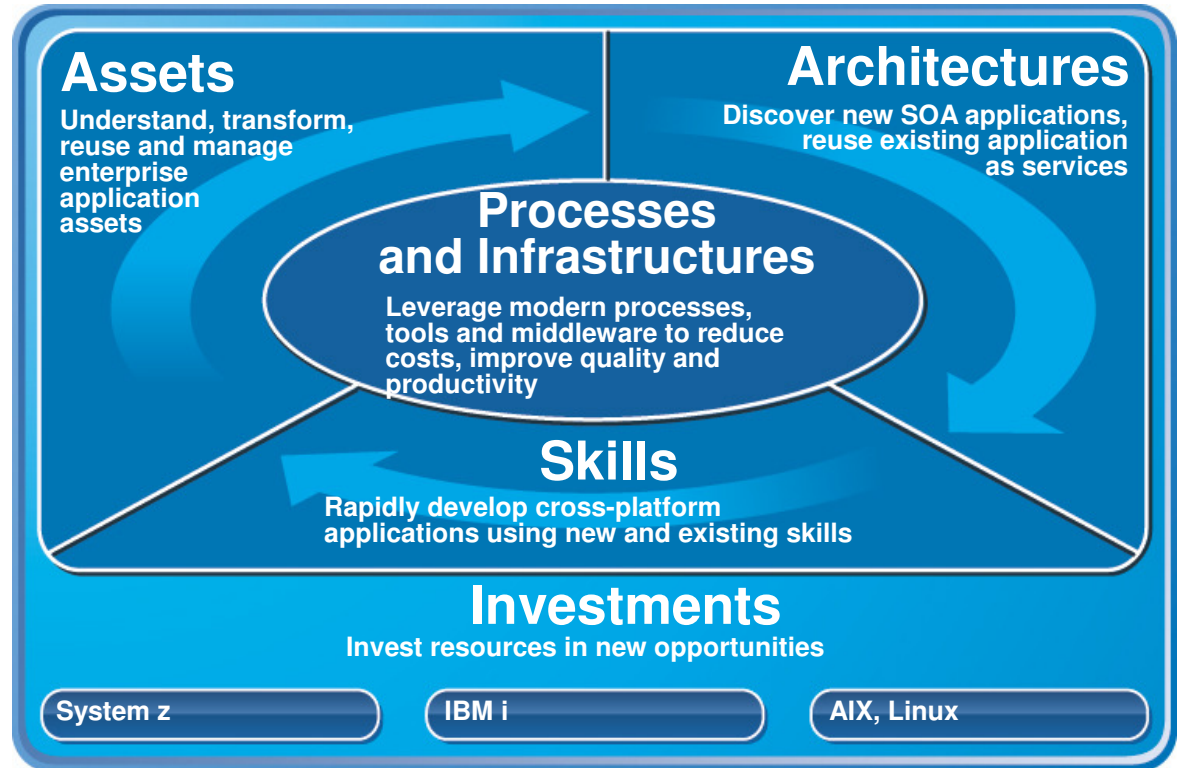 Assets
Understand, transform,
reuse and manage
enterprise
application
assets
Architectures
Discover new SOA applications,
reuse existing application
as services
Processes
and Infrastructures
Leverage modern processes,
tools and middleware to reduce
costs, improve quality and
productivity
Skills
Rapidly develop cross-platform
applications using new and existing skills
Investments
Invest resources in new opportunities
System z
IBM i
AIX, Linux